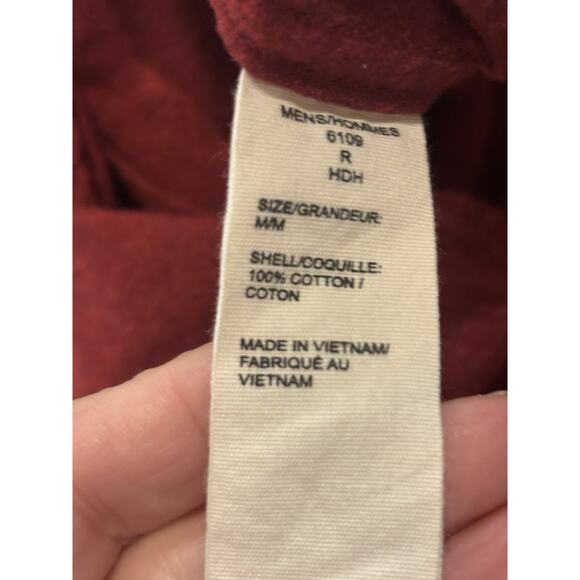 MENS/HOMMES
6109
R
HDH
SIZE/GRANDEUR:
M/M
SHELL/COQUILLE:
100% COTTON /
COTON
MADE IN VIETNAM/
FABRIQUÉ AU
VIETNAM